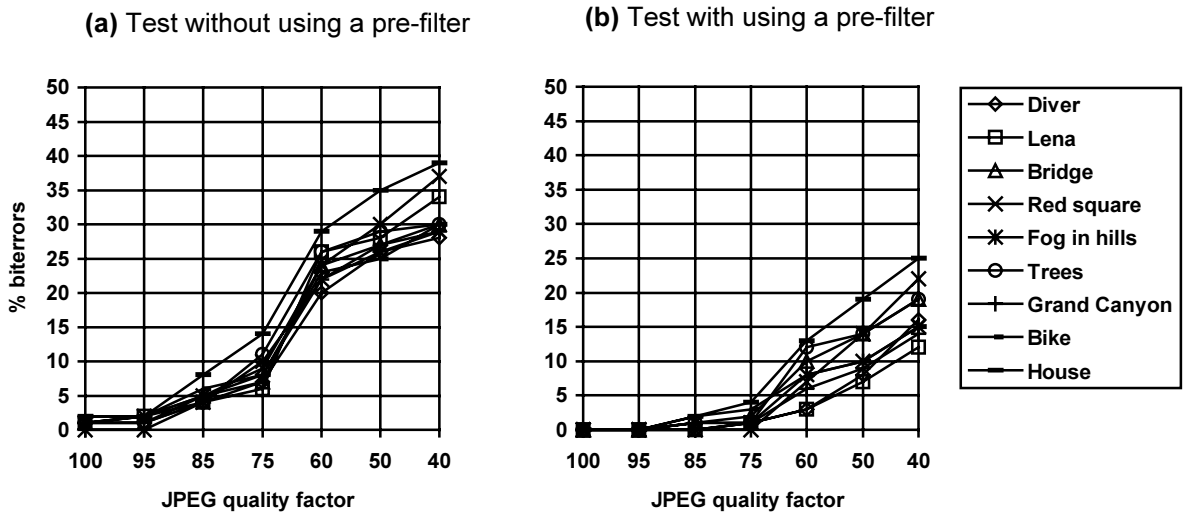 (a) Test without using a pre-filter
(b) Test with using a pre-filter
% biterrors
50
45
40
35
30
25
20
15
10
5
0
100 95 85 75 60 50 40
JPEG quality factor
50
45
40
35
30
25
20
15
10
5
0
100 95 85 75 60 50 40
JPEG quality factor
Diver
Lena
Bridge
Red square
Fog in hills
Trees
Grand Canyon
Bike
House